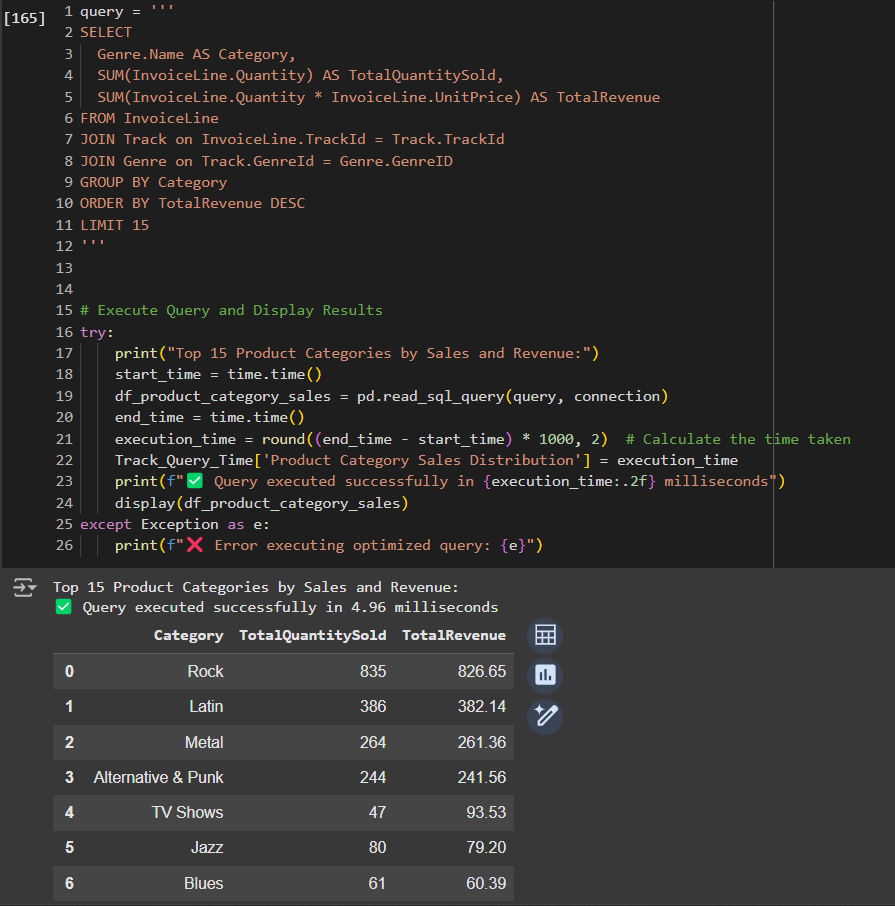 [165]
1 query = '''
2 SELECT
3   Genre.Name AS Category,
4   SUM(InvoiceLine.Quantity) AS TotalQuantitySold,
5   SUM(InvoiceLine.Quantity * InvoiceLine.UnitPrice) AS TotalRevenue
6 FROM InvoiceLine
7 JOIN Track on InvoiceLine.TrackId = Track.TrackId
8 JOIN Genre on Track.GenreId = Genre.GenreID
9 GROUP BY Category
10 ORDER BY TotalRevenue DESC
11 LIMIT 15
12 '''
13
14
15 # Execute Query and Display Results
16 try:
17     print("Top 15 Product Categories by Sales and Revenue:")
18     start_time = time.time()
19     df_product_category_sales = pd.read_sql_query(query, connection)
20     end_time = time.time()
21     execution_time = round((end_time - start_time) * 1000, 2)  # Calculate the time taken
22     Track_Query_Time['Product Category Sales Distribution'] = execution_time
23     print(f"✅ Query executed successfully in {execution_time:.2f} milliseconds")
24     display(df_product_category_sales)
25 except Exception as e:
26     print(f"❌ Error executing optimized query: {e}")
Top 15 Product Categories by Sales and Revenue:
✅ Query executed successfully in 4.96 milliseconds
Category TotalQuantitySold TotalRevenue
0 Rock 835 826.65
1 Latin 386 382.14
2 Metal 264 261.36
3 Alternative & Punk 244 241.56
4 TV Shows 47 93.53
5 Jazz 80 79.20
6 Blues 61 60.39